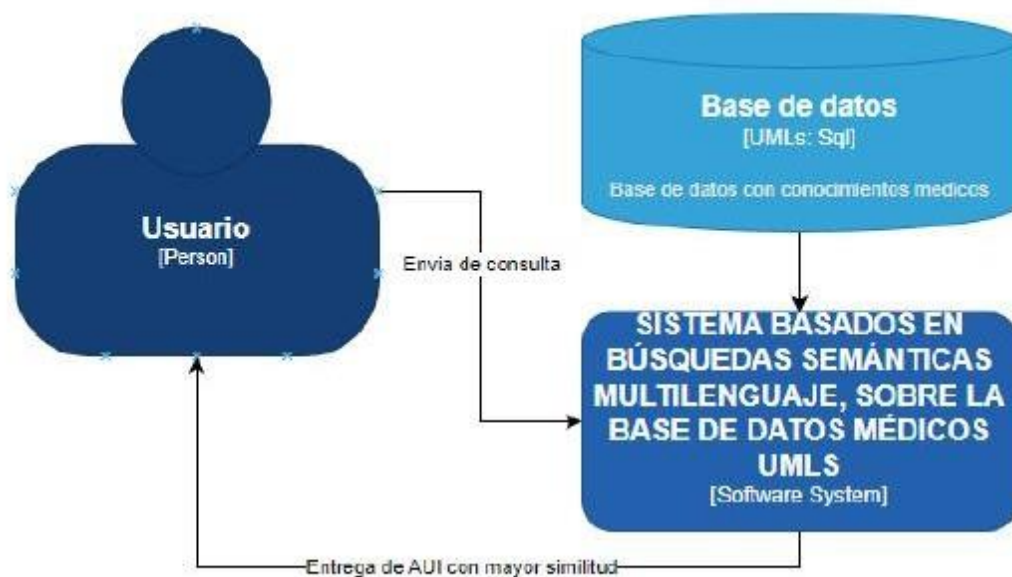 Base de datos
[UMLs: Sql]
Base de datos con conocimientos medicos
Usuario
[Person]
Envia de consulta
SISTEMA BASADOS EN
BÚSQUEDAS SEMÁNTICAS
MULTILENGUAJE, SOBRE LA
BASE DE DATOS MÉDICOS
UMLS
[Software System]
Entrega de AUI con mayor similitud